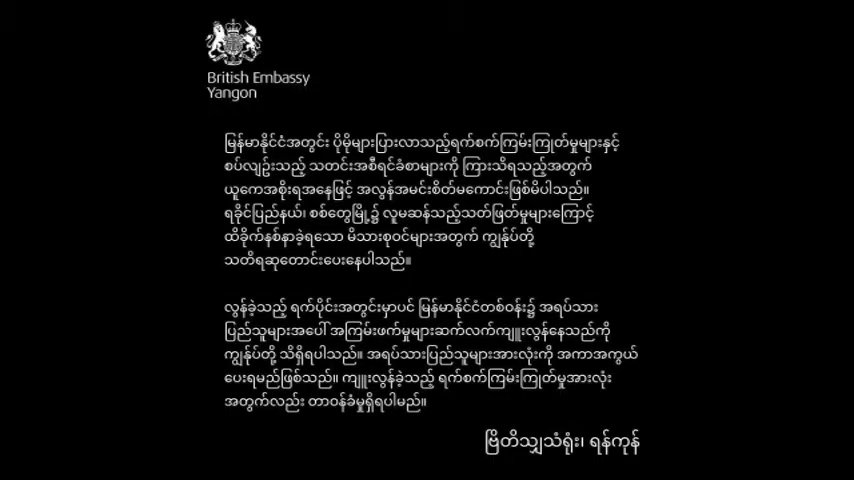 British Embassy
Yangon
မြန်မာနိုင်ငံအတွင်း ပိုမိုများပြားလာသည့်ရက်စက်ကြမ်းကြုတ်မှုများနှင့်
စပ်လျဉ်းသည့် သတင်းအစီရင်ခံစာများကို ကြားသိရသည့်အတွက်
ယူကေအစိုးရအနေဖြင့် အလွန်အမင်းစိတ်မကောင်းဖြစ်မိပါသည်။
ရခိုင်ပြည်နယ်၊ စစ်တွေမြို့၌ လူမဆန်သည့်သတ်ဖြတ်မှုများကြောင့်
ထိခိုက်နစ်နာခဲ့ရသော မိသားစုဝင်များအတွက် ကျွန်ုပ်တို့
သတိရဆုတောင်းပေးနေပါသည်။
လွန်ခဲ့သည့် ရက်ပိုင်းအတွင်းမှာပင် မြန်မာနိုင်ငံတစ်ဝန်း၌ အရပ်သား
ပြည်သူများအပေါ် အကြမ်းဖက်မှုများဆက်လက်ကျူးလွန်နေသည်ကို
ကျွန်ုပ်တို့ သိရှိရပါသည်။ အရပ်သားပြည်သူများအားလုံးကို အကာအကွယ်
ပေးရမည်ဖြစ်သည်။ ကျူးလွန်ခဲ့သည့် ရက်စက်ကြမ်းကြုတ်မှုအားလုံး
အတွက်လည်း တာဝန်ခံမှုရှိရပါမည်။
ဗြိတိသျှသံရုံး၊ ရန်ကုန်